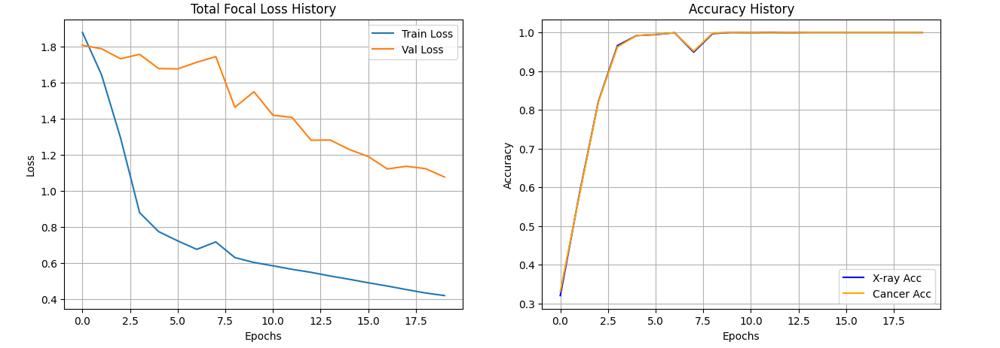 Total Focal Loss History
Train Loss
Val Loss
1.8
1.6
1.4
1.2
1.0
0.8
0.6
0.4
Loss
0.0 2.5 5.0 7.5 10.0 12.5 15.0 17.5
Epochs
Accuracy History
1.0
0.9
0.8
0.7
0.6
0.5
0.4
0.3
Accuracy
X-ray Acc
Cancer Acc
0.0 2.5 5.0 7.5 10.0 12.5 15.0 17.5
Epochs